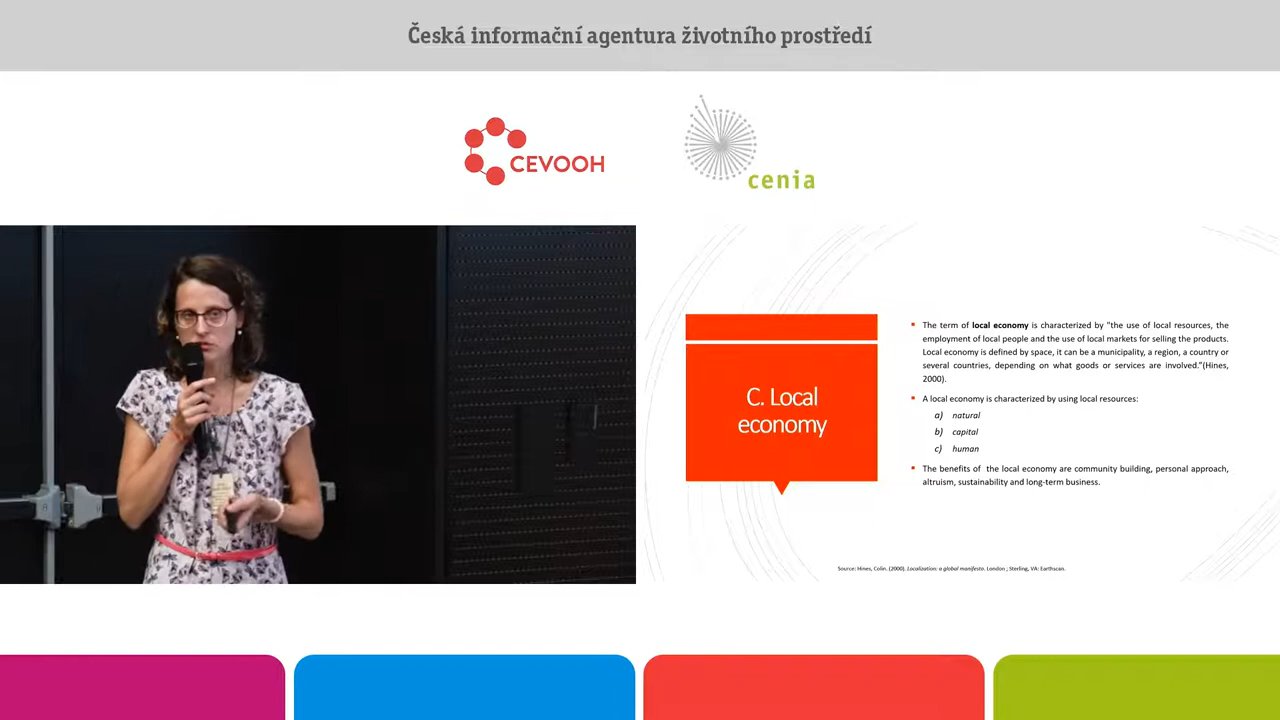 Česká informační agentura životního prostředí
CEVOOH
cenia
C. Local
economy
▪ The term of local economy is characterized by "the use of local resources, the
employment of local people and the use of local markets for selling the products.
Local economy is defined by space, it can be a municipality, a region, a country or
several countries, depending on what goods or services are involved."(Hines,
2000).
▪ A local economy is characterized by using local resources:
a) natural
b) capital
c) human
▪ The benefits of the local economy are community building, personal approach,
altruism, sustainability and long-term business.
Source: Hines, Colin. (2000). Localization: a global manifesto. London ; Sterling, VA: Earthscan.